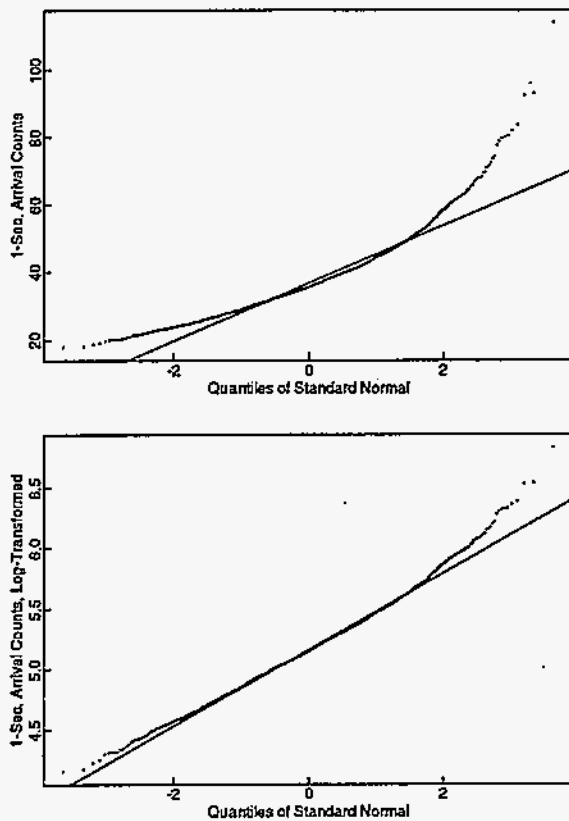 100
80
60
40
20
1-Sec. Arrival Counts
-2 0 2
Quantiles of Standard Normal
6.5
6.0
5.5
5.0
4.5
1-Sec. Arrival Counts, Log-Transformed
-2 0 2
Quantiles of Standard Normal